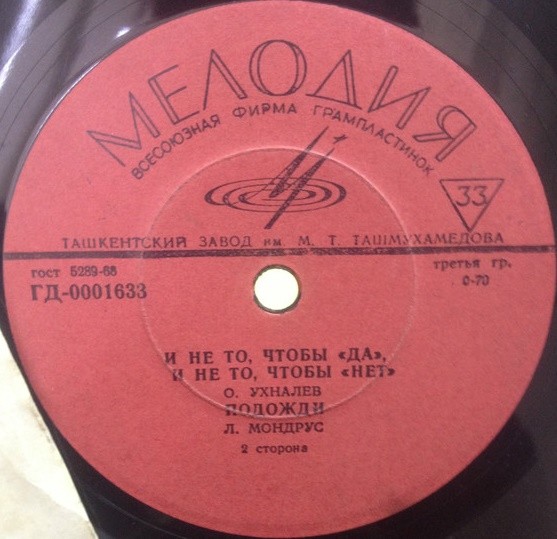 МЕЛОДИЯ
ВСЕСОЮЗНАЯ ФИРМА ГРАМПЛАСТИНОК
33
ТАШКЕНТСКИЙ ЗАВОД им. М. Т. ТАШМУХАМЕДОВА
гост 5289-68
третья гр.
ГД-0001633
0-70
И НЕ ТО, ЧТОБЫ «ДА»,
И НЕ ТО, ЧТОБЫ «НЕТ»
О. УХНАЛЕВ
ПОДОЖДИ
Л. МОНДРУС
2 сторона